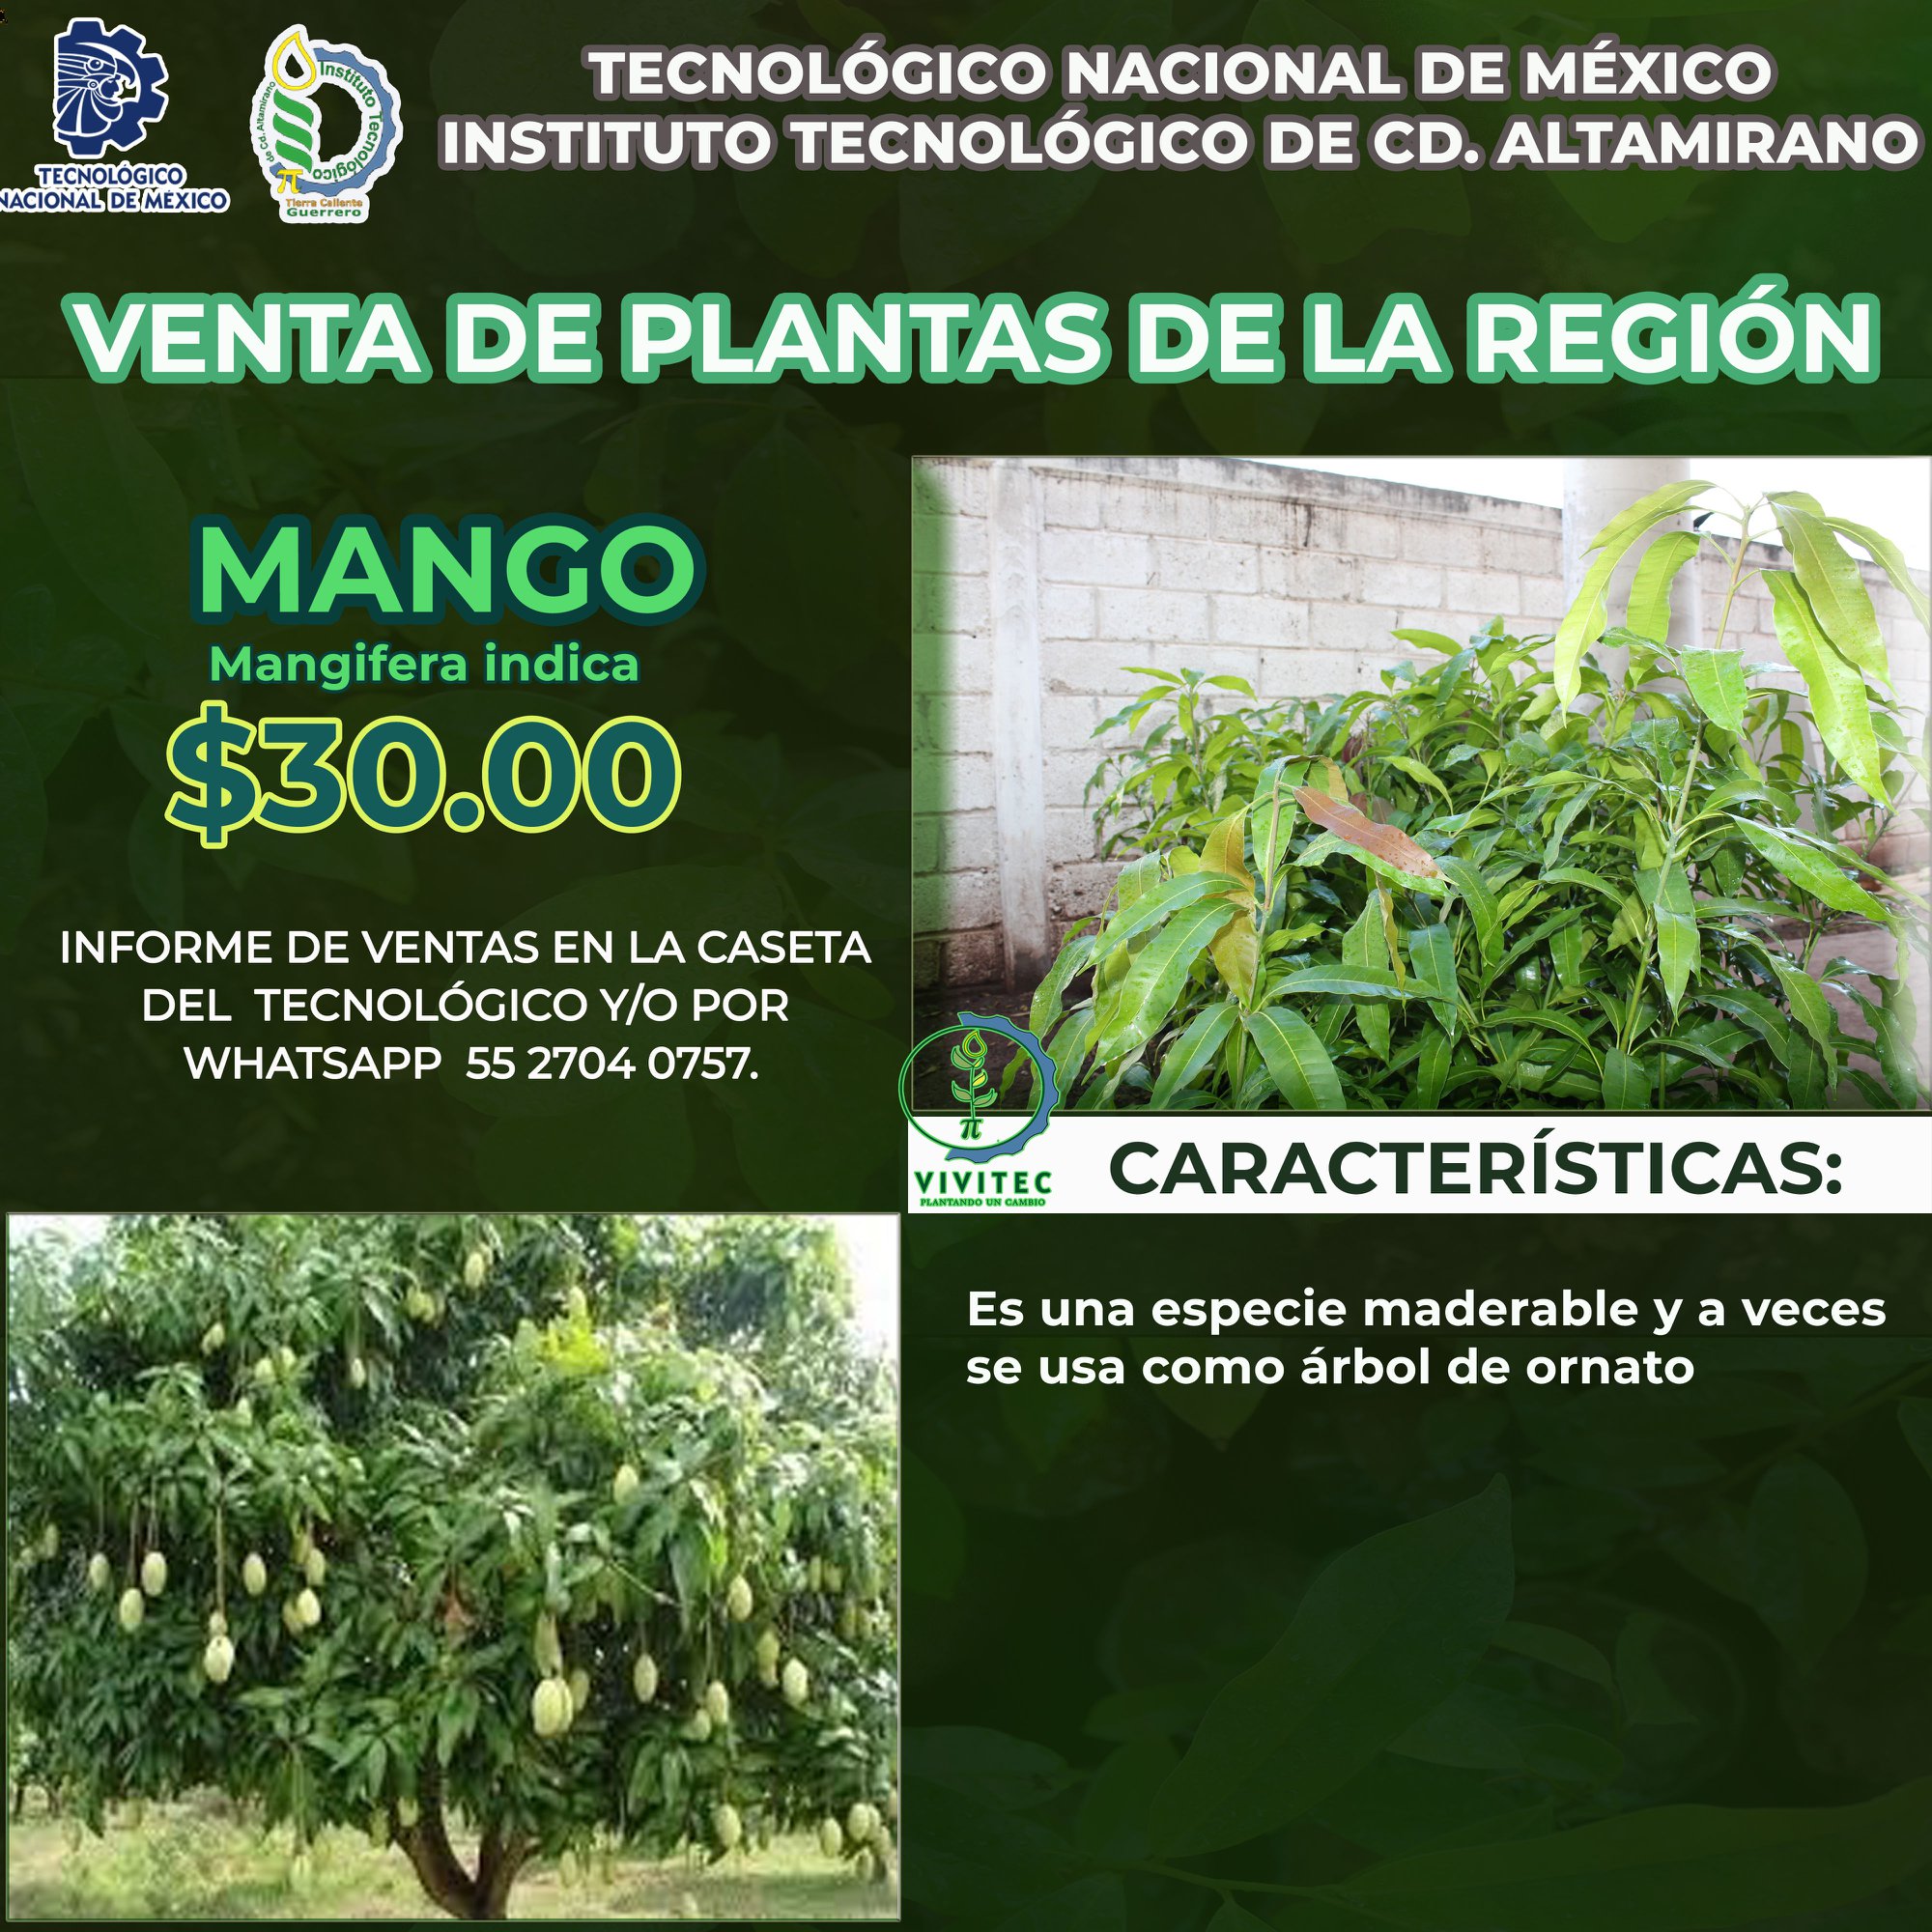 TECNOLÓGICO
NACIONAL DE MÉXICO
Instituto Tecnológico
de Cd. Altamirano
Tierra Caliente
Guerrero
TECNOLÓGICO NACIONAL DE MÉXICO
INSTITUTO TECNOLÓGICO DE CD. ALTAMIRANO
VENTA DE PLANTAS DE LA REGIÓN
MANGO
Mangifera indica
$30.00
INFORME DE VENTAS EN LA CASETA
DEL TECNOLÓGICO Y/O POR
WHATSAPP 55 2704 0757.
π
VIVITEC
PLANTANDO UN CAMBIO
CARACTERÍSTICAS:
Es una especie maderable y a veces
se usa como árbol de ornato